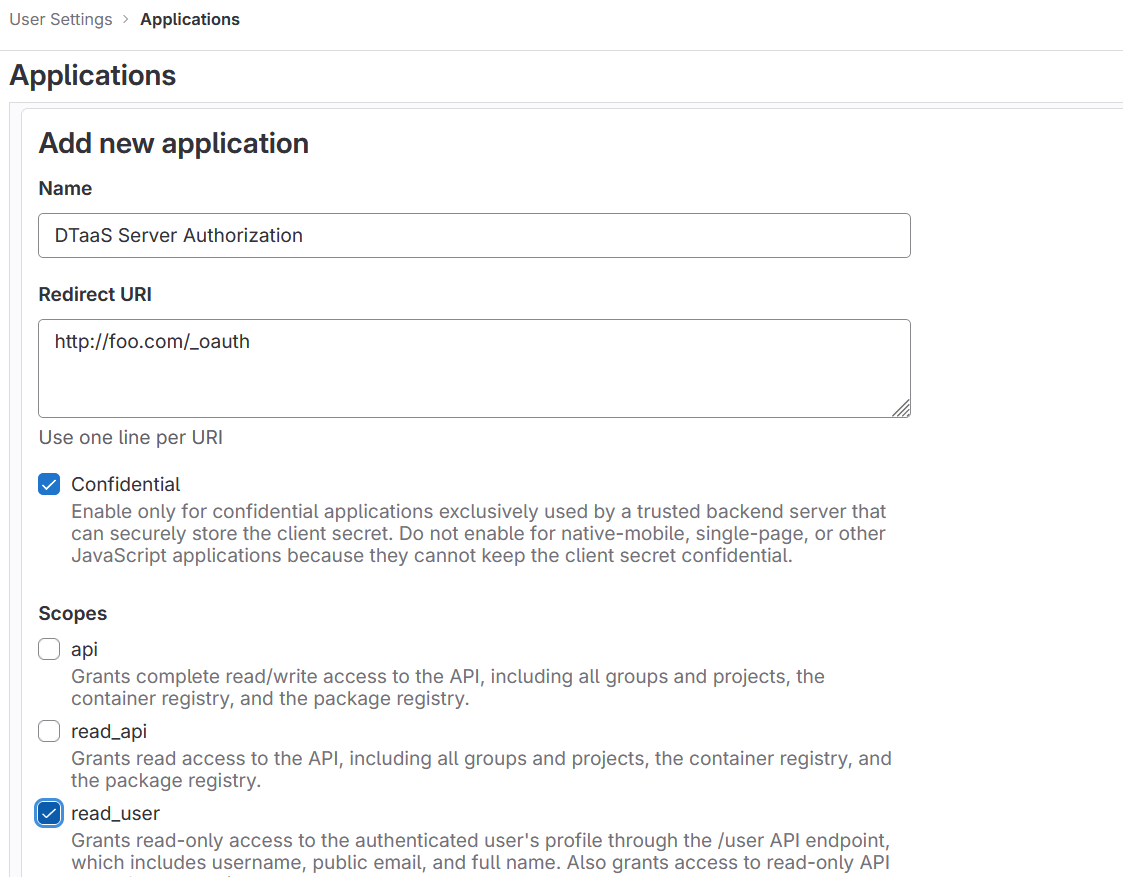 User Settings > Applications
Applications
Add new application
Name
DTaaS Server Authorization
Redirect URI
http://foo.com/_oauth
Use one line per URI
Confidential
Enable only for confidential applications exclusively used by a trusted backend server that
can securely store the client secret. Do not enable for native-mobile, single-page, or other
JavaScript applications because they cannot keep the client secret confidential.
Scopes
api
Grants complete read/write access to the API, including all groups and projects, the
container registry, and the package registry.
read_api
Grants read access to the API, including all groups and projects, the container registry, and
the package registry.
read_user
Grants read-only access to the authenticated user's profile through the /user API endpoint,
which includes username, public email, and full name. Also grants access to read-only API